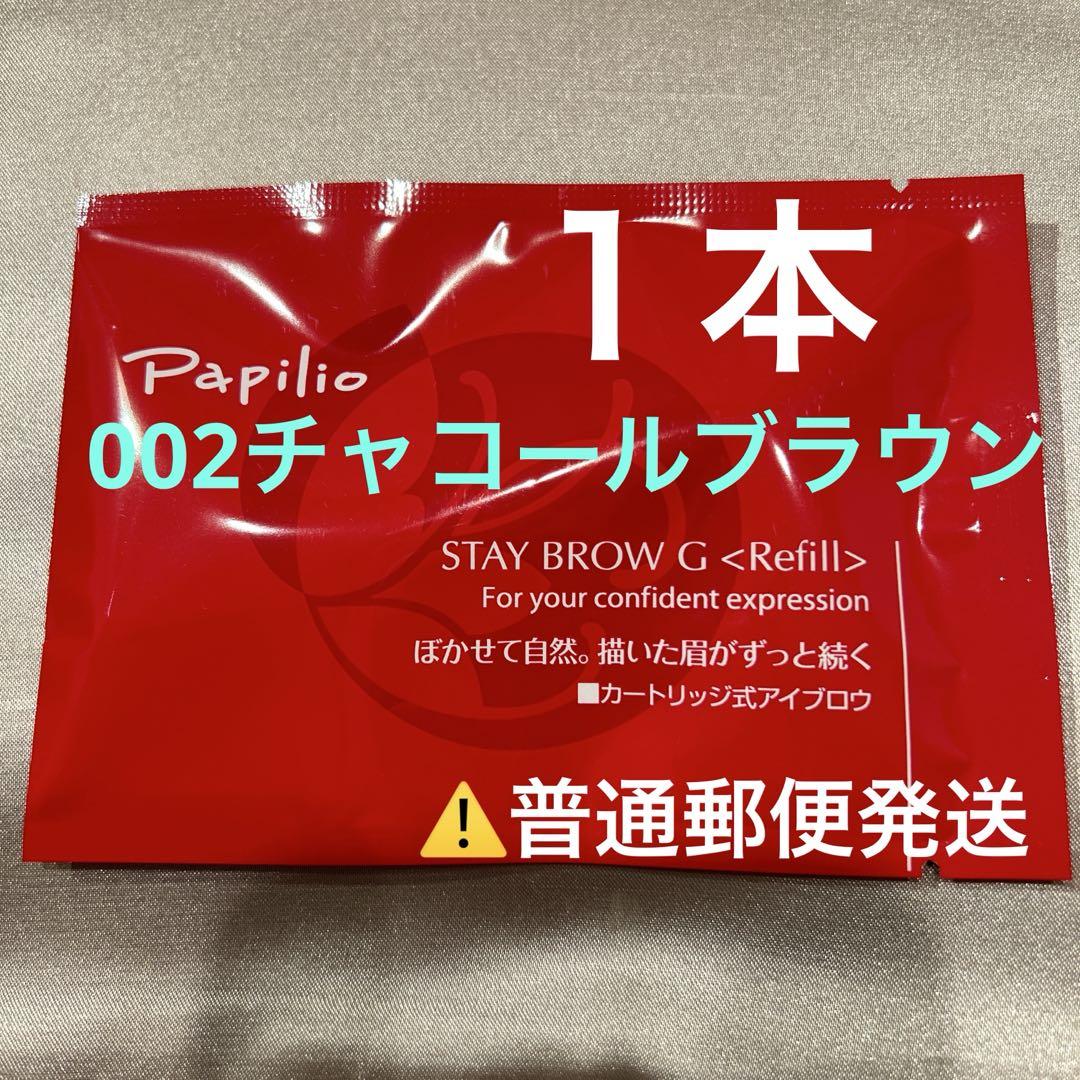 １本
Papilio
002チャコールブラウン
STAY BROW G <Refill>
For your confident expression
ぼかせて自然。描いた眉がずっと続く
■カートリッジ式アイブロウ
⚠️普通郵便発送